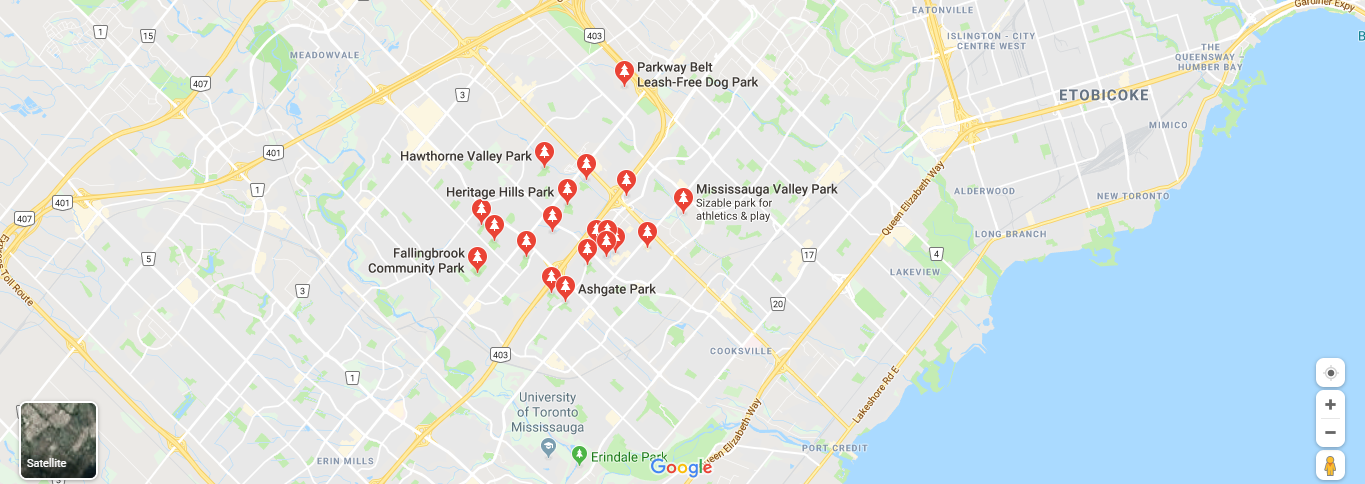 EATONVILLE
Gardiner Expy
403
1
15
MEADOWVALE
ISLINGTON - CITY
CENTRE WEST
THE
QUEENSWAY -
HUMBER BAY
407
Parkway Belt
Leash-Free Dog Park
3
ETOBICOKE
MIMICO
401
Hawthorne Valley Park
1
Heritage Hills Park
Mississauga Valley Park
Sizable park for
athletics & play
ALDERWOOD
NEW TORONTO
401
407
Queen Elizabeth Way
LONG BRANCH
5
Fallingbrook
Community Park
17
4
LAKEVIEW
Express Toll Route
3
Ashgate Park
20
403
COOKSVILLE
1
Lakeshore Rd E
University
of Toronto
Mississauga
Queen Elizabeth Way
PORT CREDIT
Satellite
ERIN MILLS
Erindale Park
Google